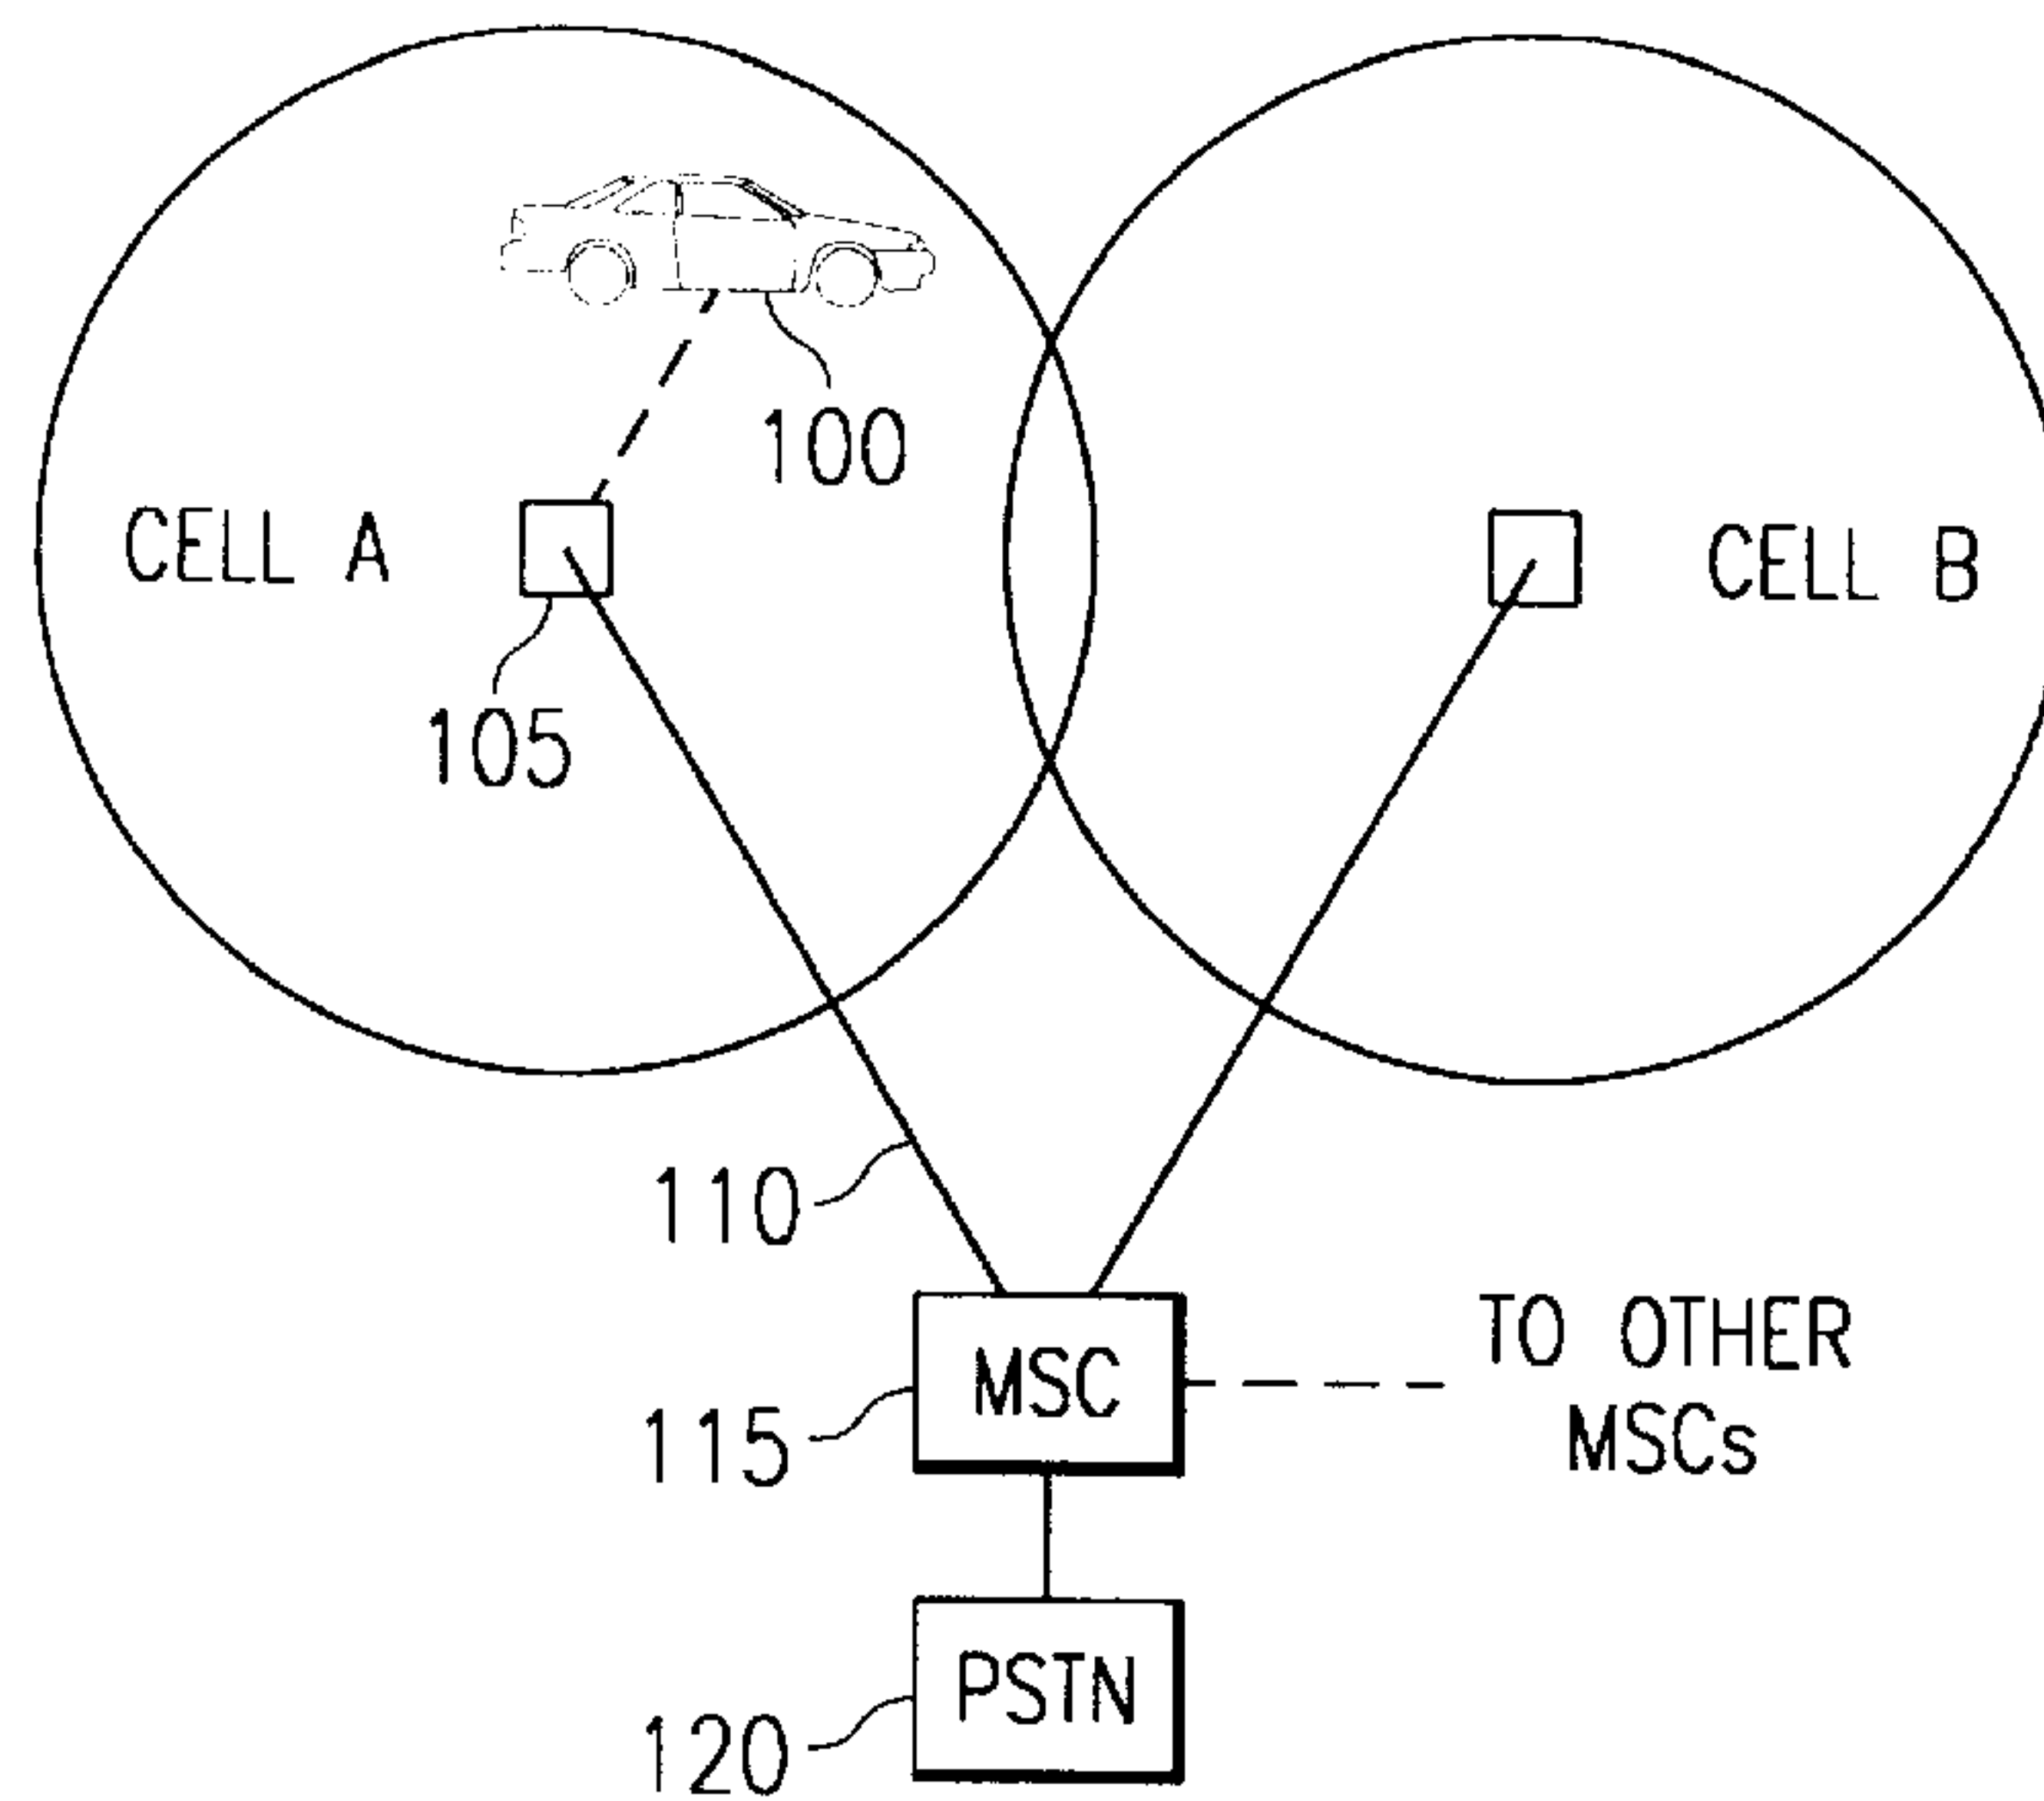 100
CELL A
CELL B
105
110
TO OTHER
MSCs
MSC
115
PSTN
120